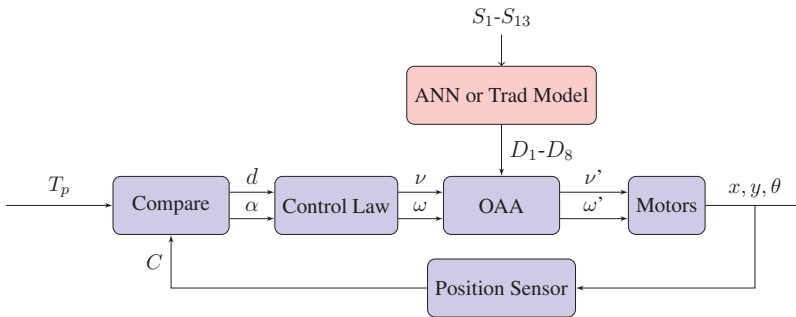 S₁-S₁₃
ANN or Trad Model
D₁-D₈
Tₚ
Compare
d
α
Control Law
ν
ω
OAA
ν’
ω’
Motors
x, y, θ
C
Position Sensor